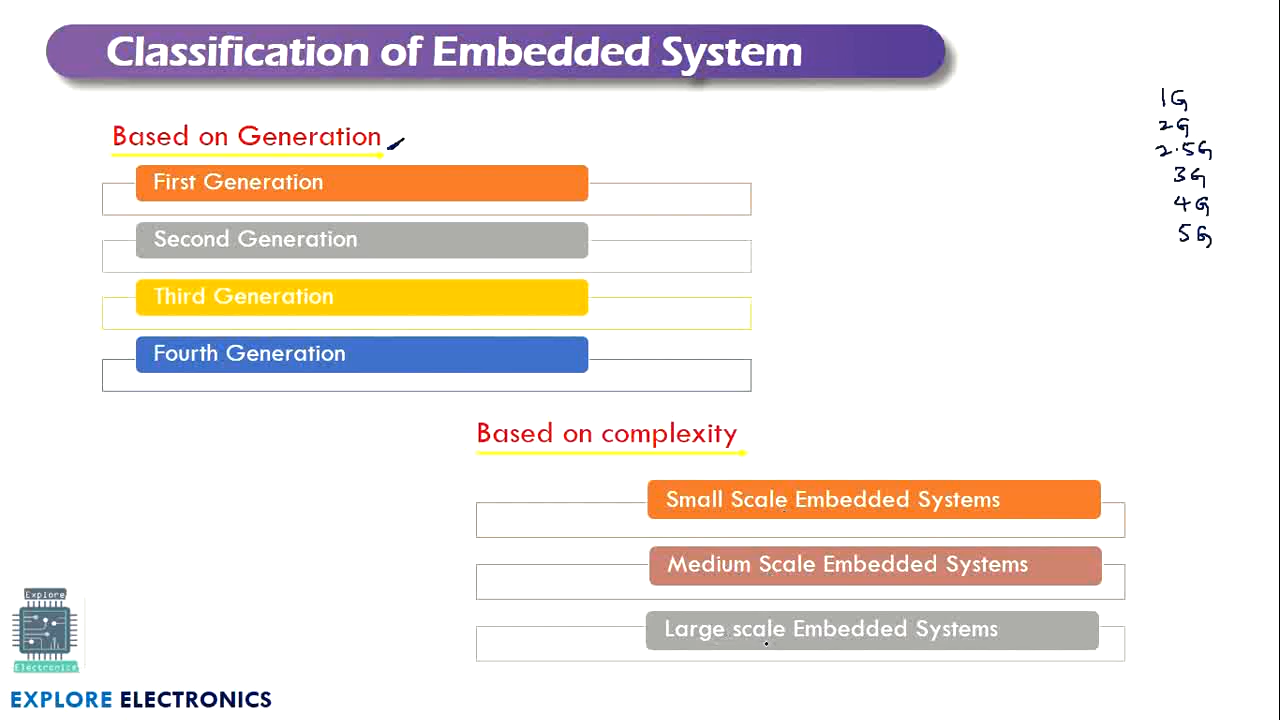 Classification of Embedded System
Based on Generation
First Generation
Second Generation
Third Generation
Fourth Generation
1G
2G
2.5G
3G
4G
5G
Based on complexity
Small Scale Embedded Systems
Medium Scale Embedded Systems
Large scale Embedded Systems
Explore
Electronics
EXPLORE ELECTRONICS